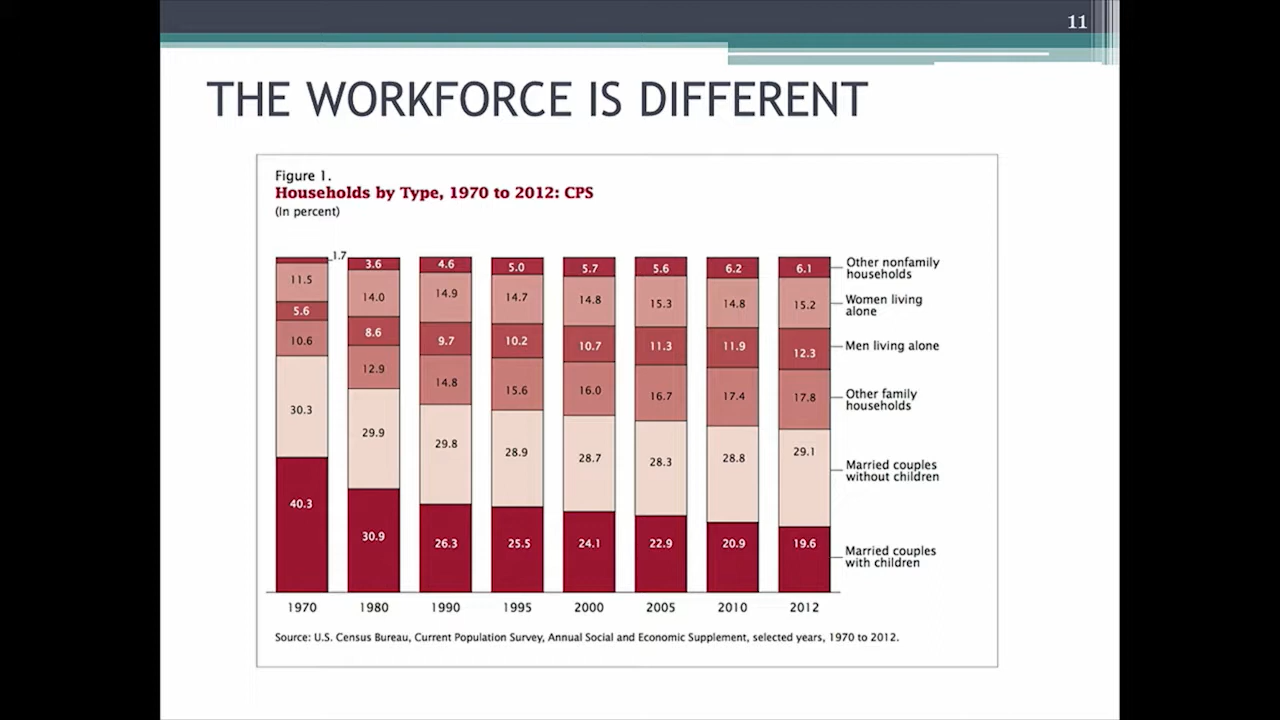 11
THE WORKFORCE IS DIFFERENT
Figure 1.
Households by Type, 1970 to 2012: CPS
(In percent)
1.7 3.6 4.6 5.0 5.7 5.6 6.2 6.1 Other nonfamily
households
11.5 14.0 14.9 14.7 14.8 15.3 14.8 15.2 Women living
alone
5.6 8.6 9.7 10.2 10.7 11.3 11.9 12.3 Men living alone
10.6 12.9 14.8 15.6 16.0 16.7 17.4 17.8 Other family
households
30.3 29.9 29.8 28.9 28.7 28.3 28.8 29.1 Married couples
without children
40.3 30.9 26.3 25.5 24.1 22.9 20.9 19.6 Married couples
with children
1970 1980 1990 1995 2000 2005 2010 2012
Source: U.S. Census Bureau, Current Population Survey, Annual Social and Economic Supplement, selected years, 1970 to 2012.